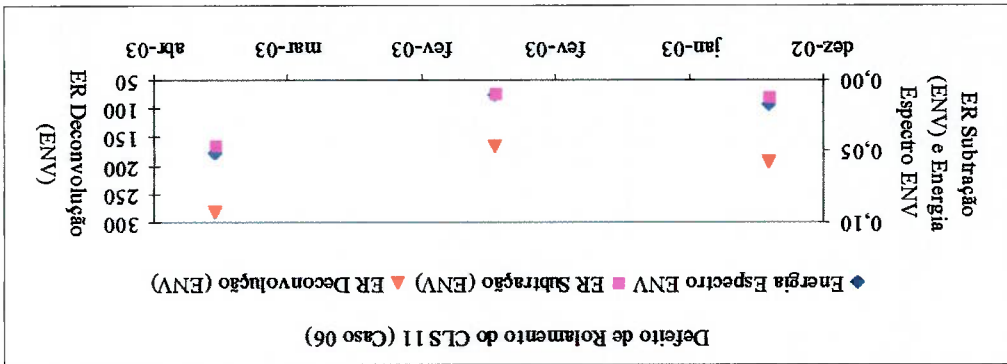 Defeito de Rolamento do CLS 11 (Caso 06)
Energia Espectro ENV
ER Subtração (ENV)
ER Deconvolução (ENV)
ER Subtração
(ENV) e Energia
Espectro ENV
0,10
0,05
0,00
300
250
200
150
100
50
ER Deconvolução
(ENV)
dez-02
jan-03
fev-03
fev-03
mar-03
abr-03